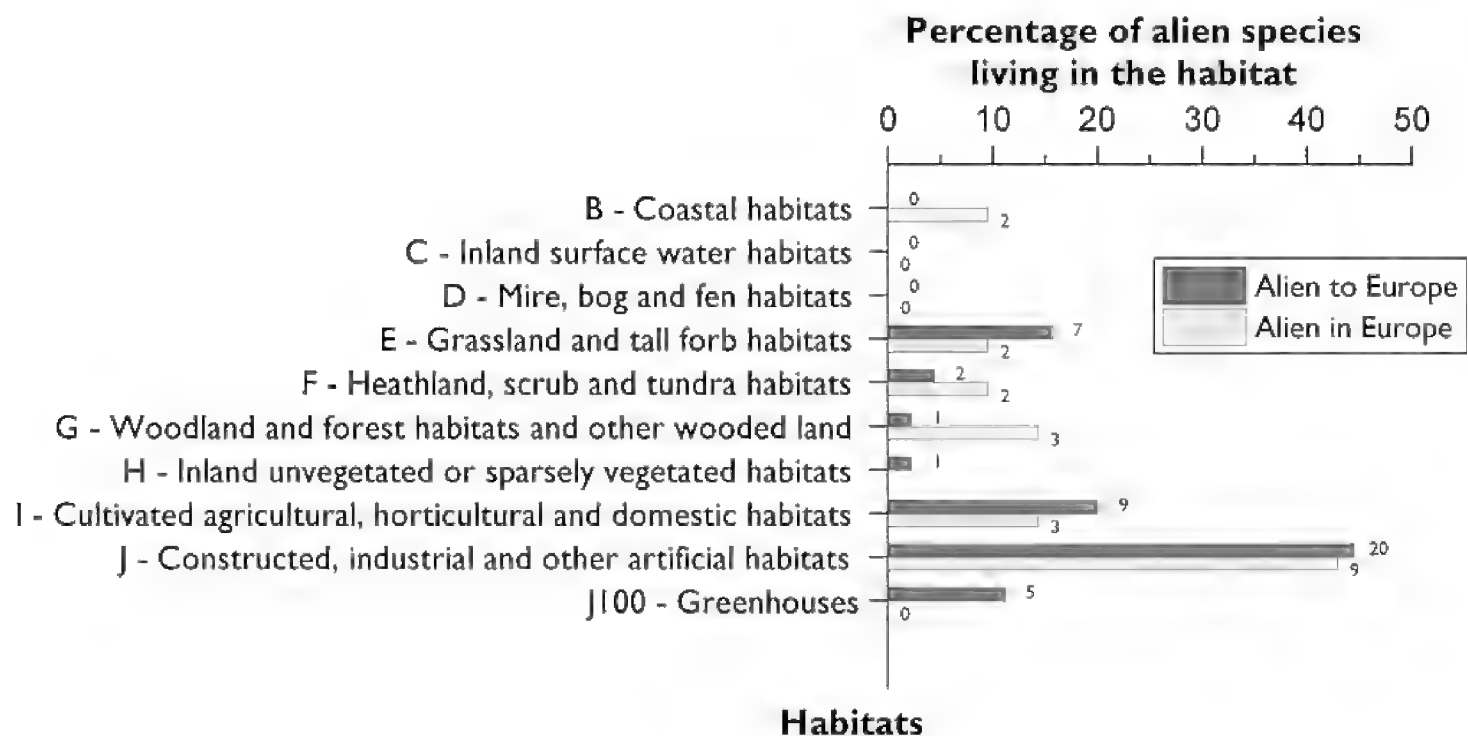 Percentage of alien species
living in the habitat
0 10 20 30 40 50
B - Coastal habitats 0
2
C - Inland surface water habitats 0
0
D - Mire, bog and fen habitats 0
0
E - Grassland and tall forb habitats 7
2
F - Heathland, scrub and tundra habitats 2
2
G - Woodland and forest habitats and other wooded land 1
3
H - Inland unvegetated or sparsely vegetated habitats 1
I - Cultivated agricultural, horticultural and domestic habitats 9
3
J - Constructed, industrial and other artificial habitats 20
9
J100 - Greenhouses 5
0
Alien to Europe
Alien in Europe
Habitats